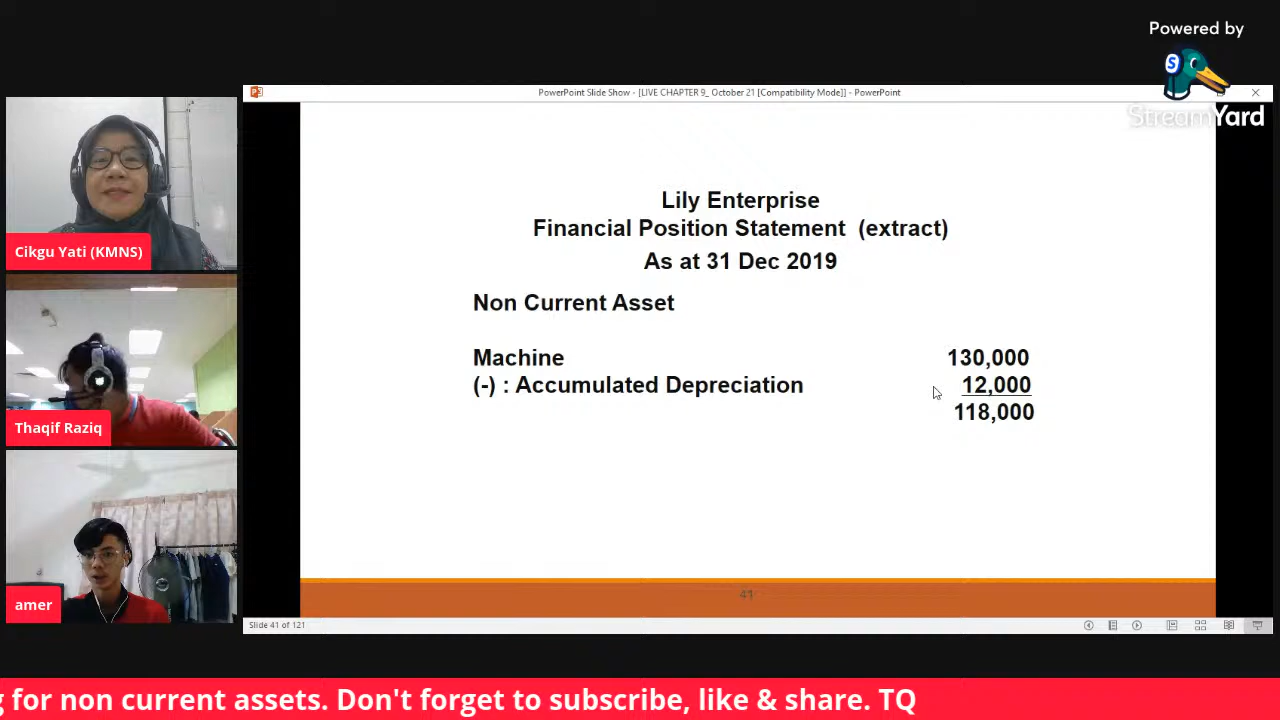 Powered by
StreamYard
PowerPoint Slide Show - [LIVE CHAPTER 9_ October 21 [Compatibility Mode]] - PowerPoint
Cikgu Yati (KMNS)
Thaqif Raziq
amer
Lily Enterprise
Financial Position Statement (extract)
As at 31 Dec 2019
Non Current Asset
Machine 130,000
(-) : Accumulated Depreciation 12,000
118,000
41
Slide 41 of 121
for non current assets. Don't forget to subscribe, like & share. TQ